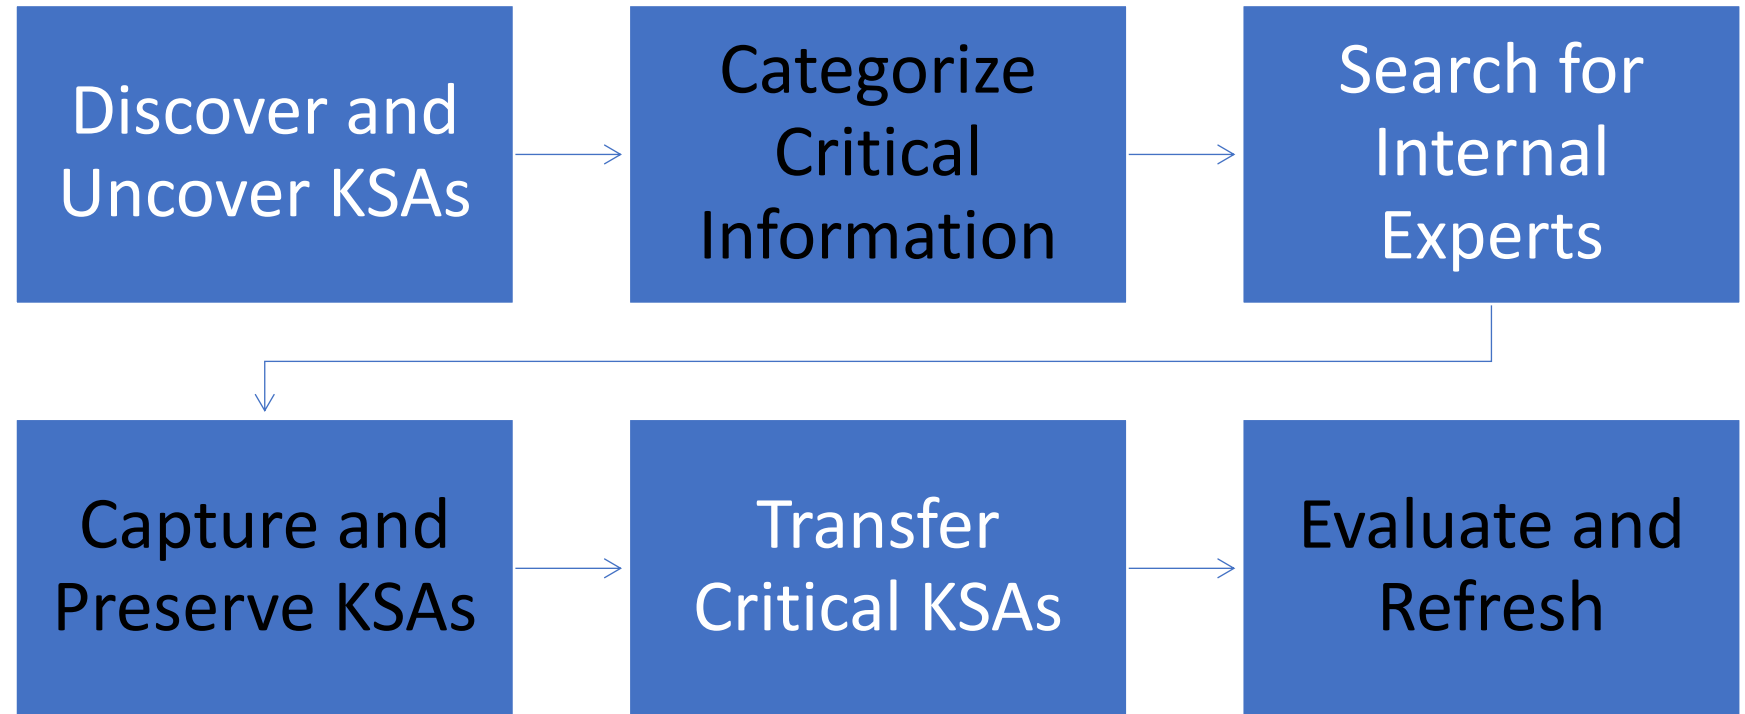 Discover and
Uncover KSAs
Categorize
Critical
Information
Search for
Internal
Experts
Capture and
Preserve KSAs
Transfer
Critical KSAs
Evaluate and
Refresh